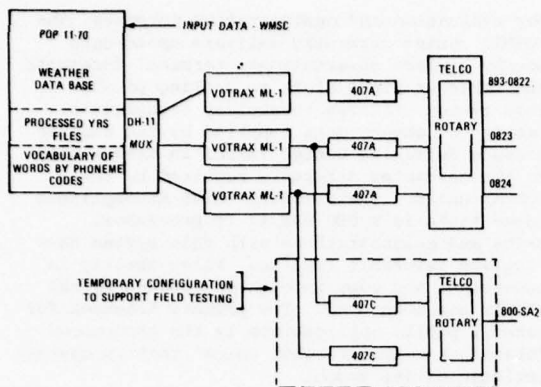 PDP 11-70
WEATHER
DATA BASE
PROCESSED YRS
FILES
VOCABULARY OF
WORDS BY PHONEME
CODES
DH-11
MUX
INPUT DATA - WMSC
VOTRAX ML-1
407A
TELCO
ROTARY
893-0822
VOTRAX ML-1
407A
0823
VOTRAX ML-1
407A
0824
TEMPORARY CONFIGURATION
TO SUPPORT FIELD TESTING
407C
TELCO
ROTARY
800-SA2
407C